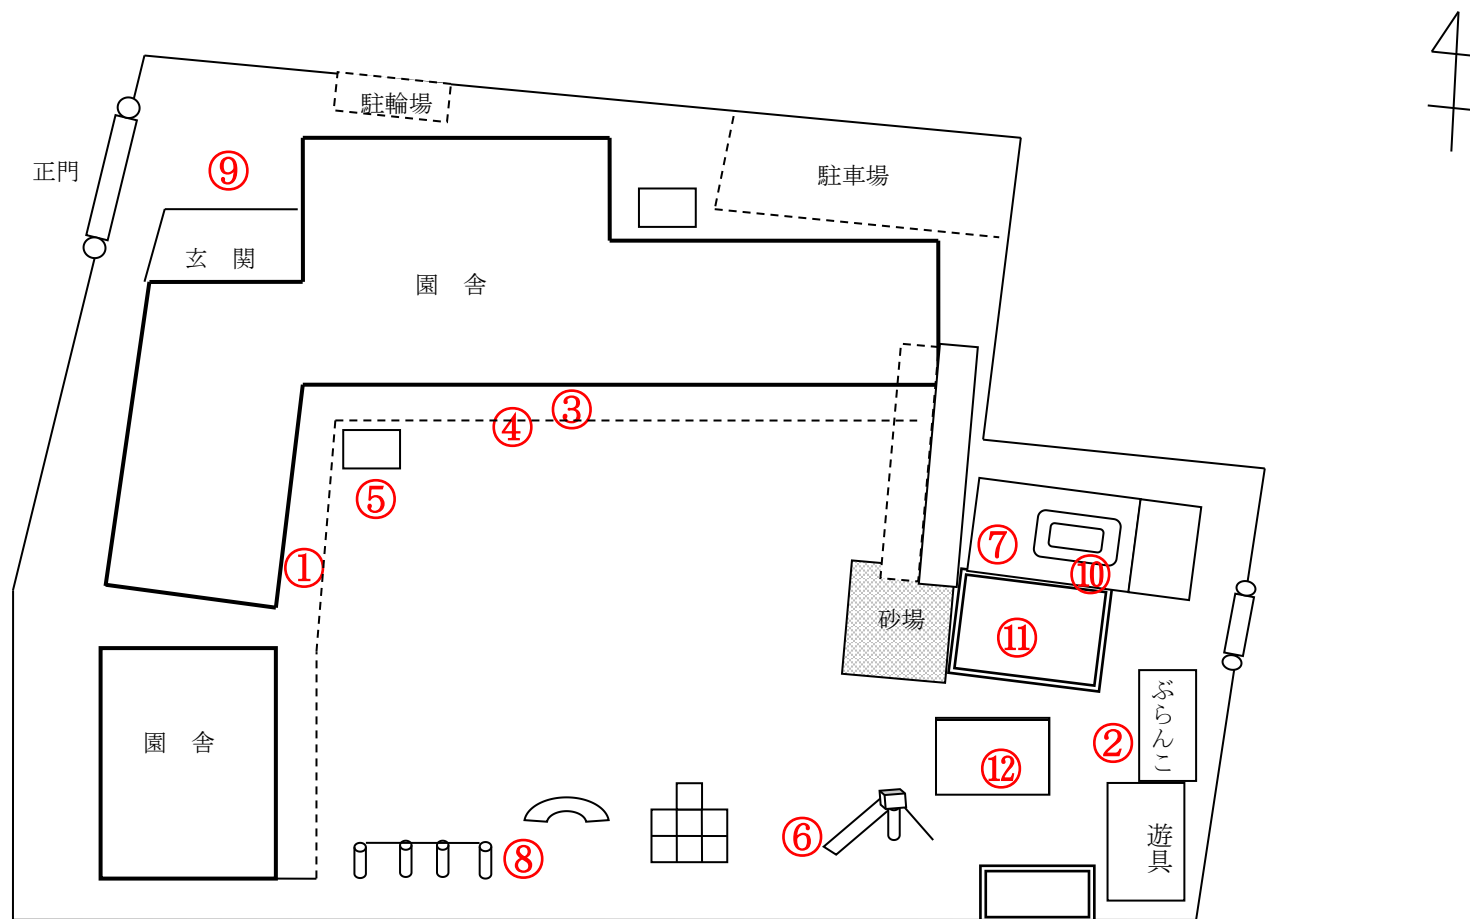 駐輪場
正門
⑨
駐車場
玄 関
園 舎
③
④
⑤
⑦
①
⑩
砂場
⑪
ぶらんこ
②
園 舎
⑫
⑥
遊具
⑧